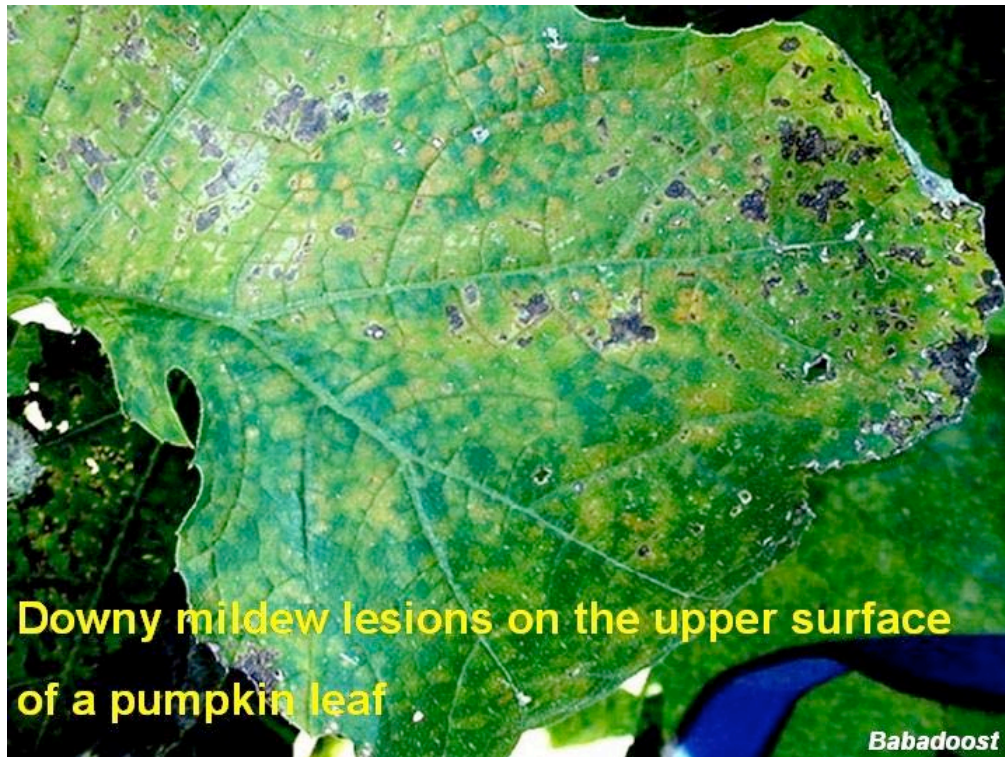 Downy mildew lesions on the upper surface
of a pumpkin leaf
Babadoost